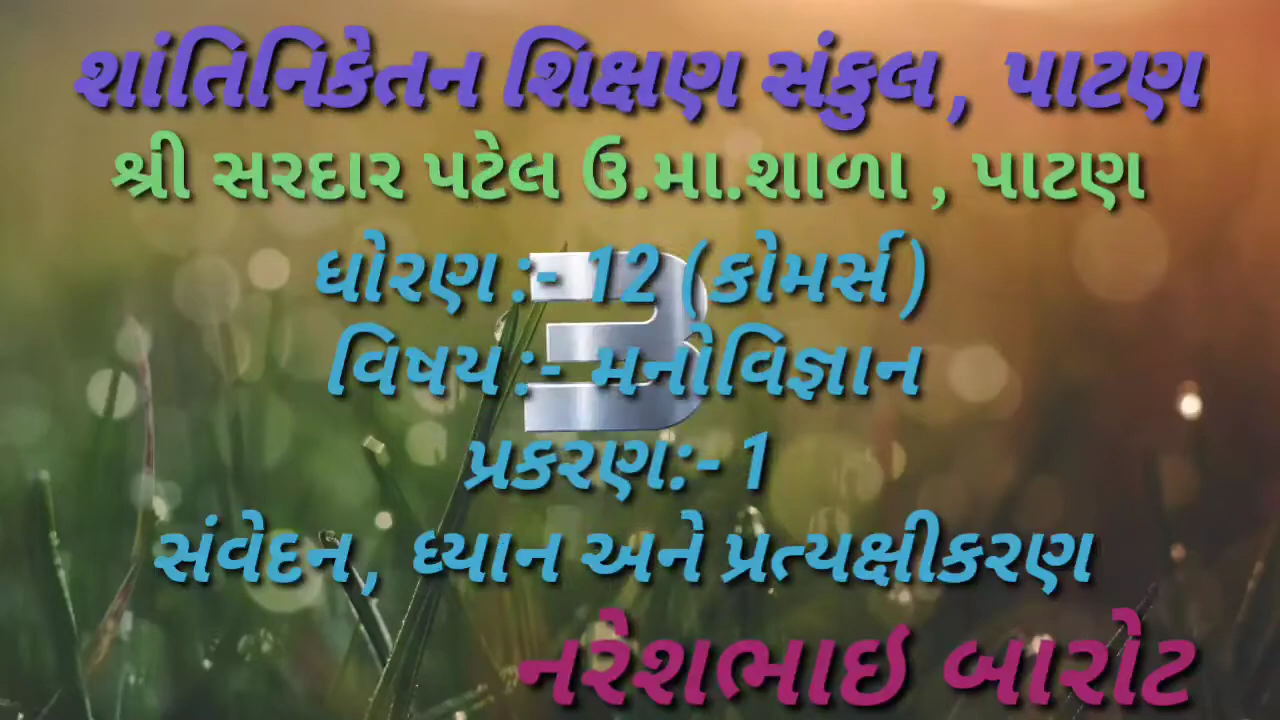 શાંતિનિકેતન શિક્ષણ સંકુલ , પાટણ
શ્રી સરદાર પટેલ ઉ.મા.શાળા , પાટણ
ધોરણ :- 12 (કોમર્સ )
વિષય :- મનોવિજ્ઞાન
પ્રકરણ:- 1
સંવેદન , ધ્યાન અને પ્રત્યક્ષીકરણ
નરેશભાઇ બારોટ